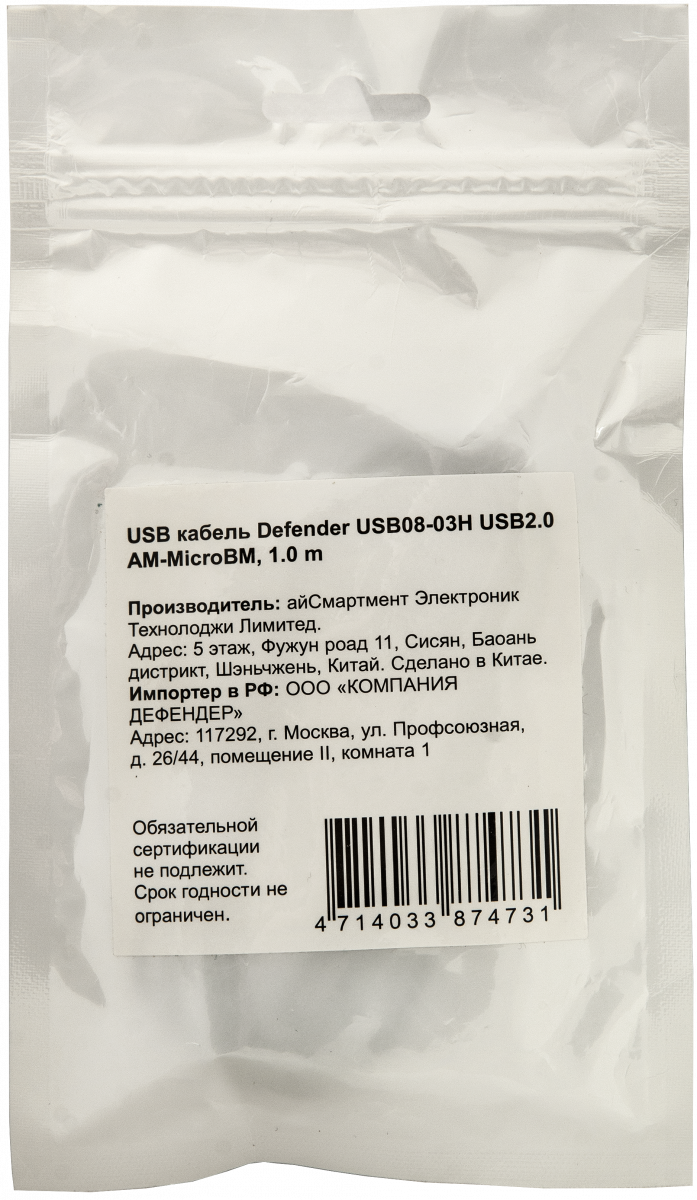 USB кабель Defender USB08-03H USB2.0
AM-MicroBM, 1.0 m
Производитель: айСмартмент Электроник
Технолоджи Лимитед.
Адрес: 5 этаж, Фужун роад 11, Сисян, Баоань
дистрикт, Шэньчжень, Китай. Сделано в Китае.
Импортер в РФ: ООО «КОМПАНИЯ
ДЕФЕНДЕР»
Адрес: 117292, г. Москва, ул. Профсоюзная,
д. 26/44, помещение II, комната 1
Обязательной
сертификации
не подлежит.
Срок годности не
ограничен.
4 714033 874731